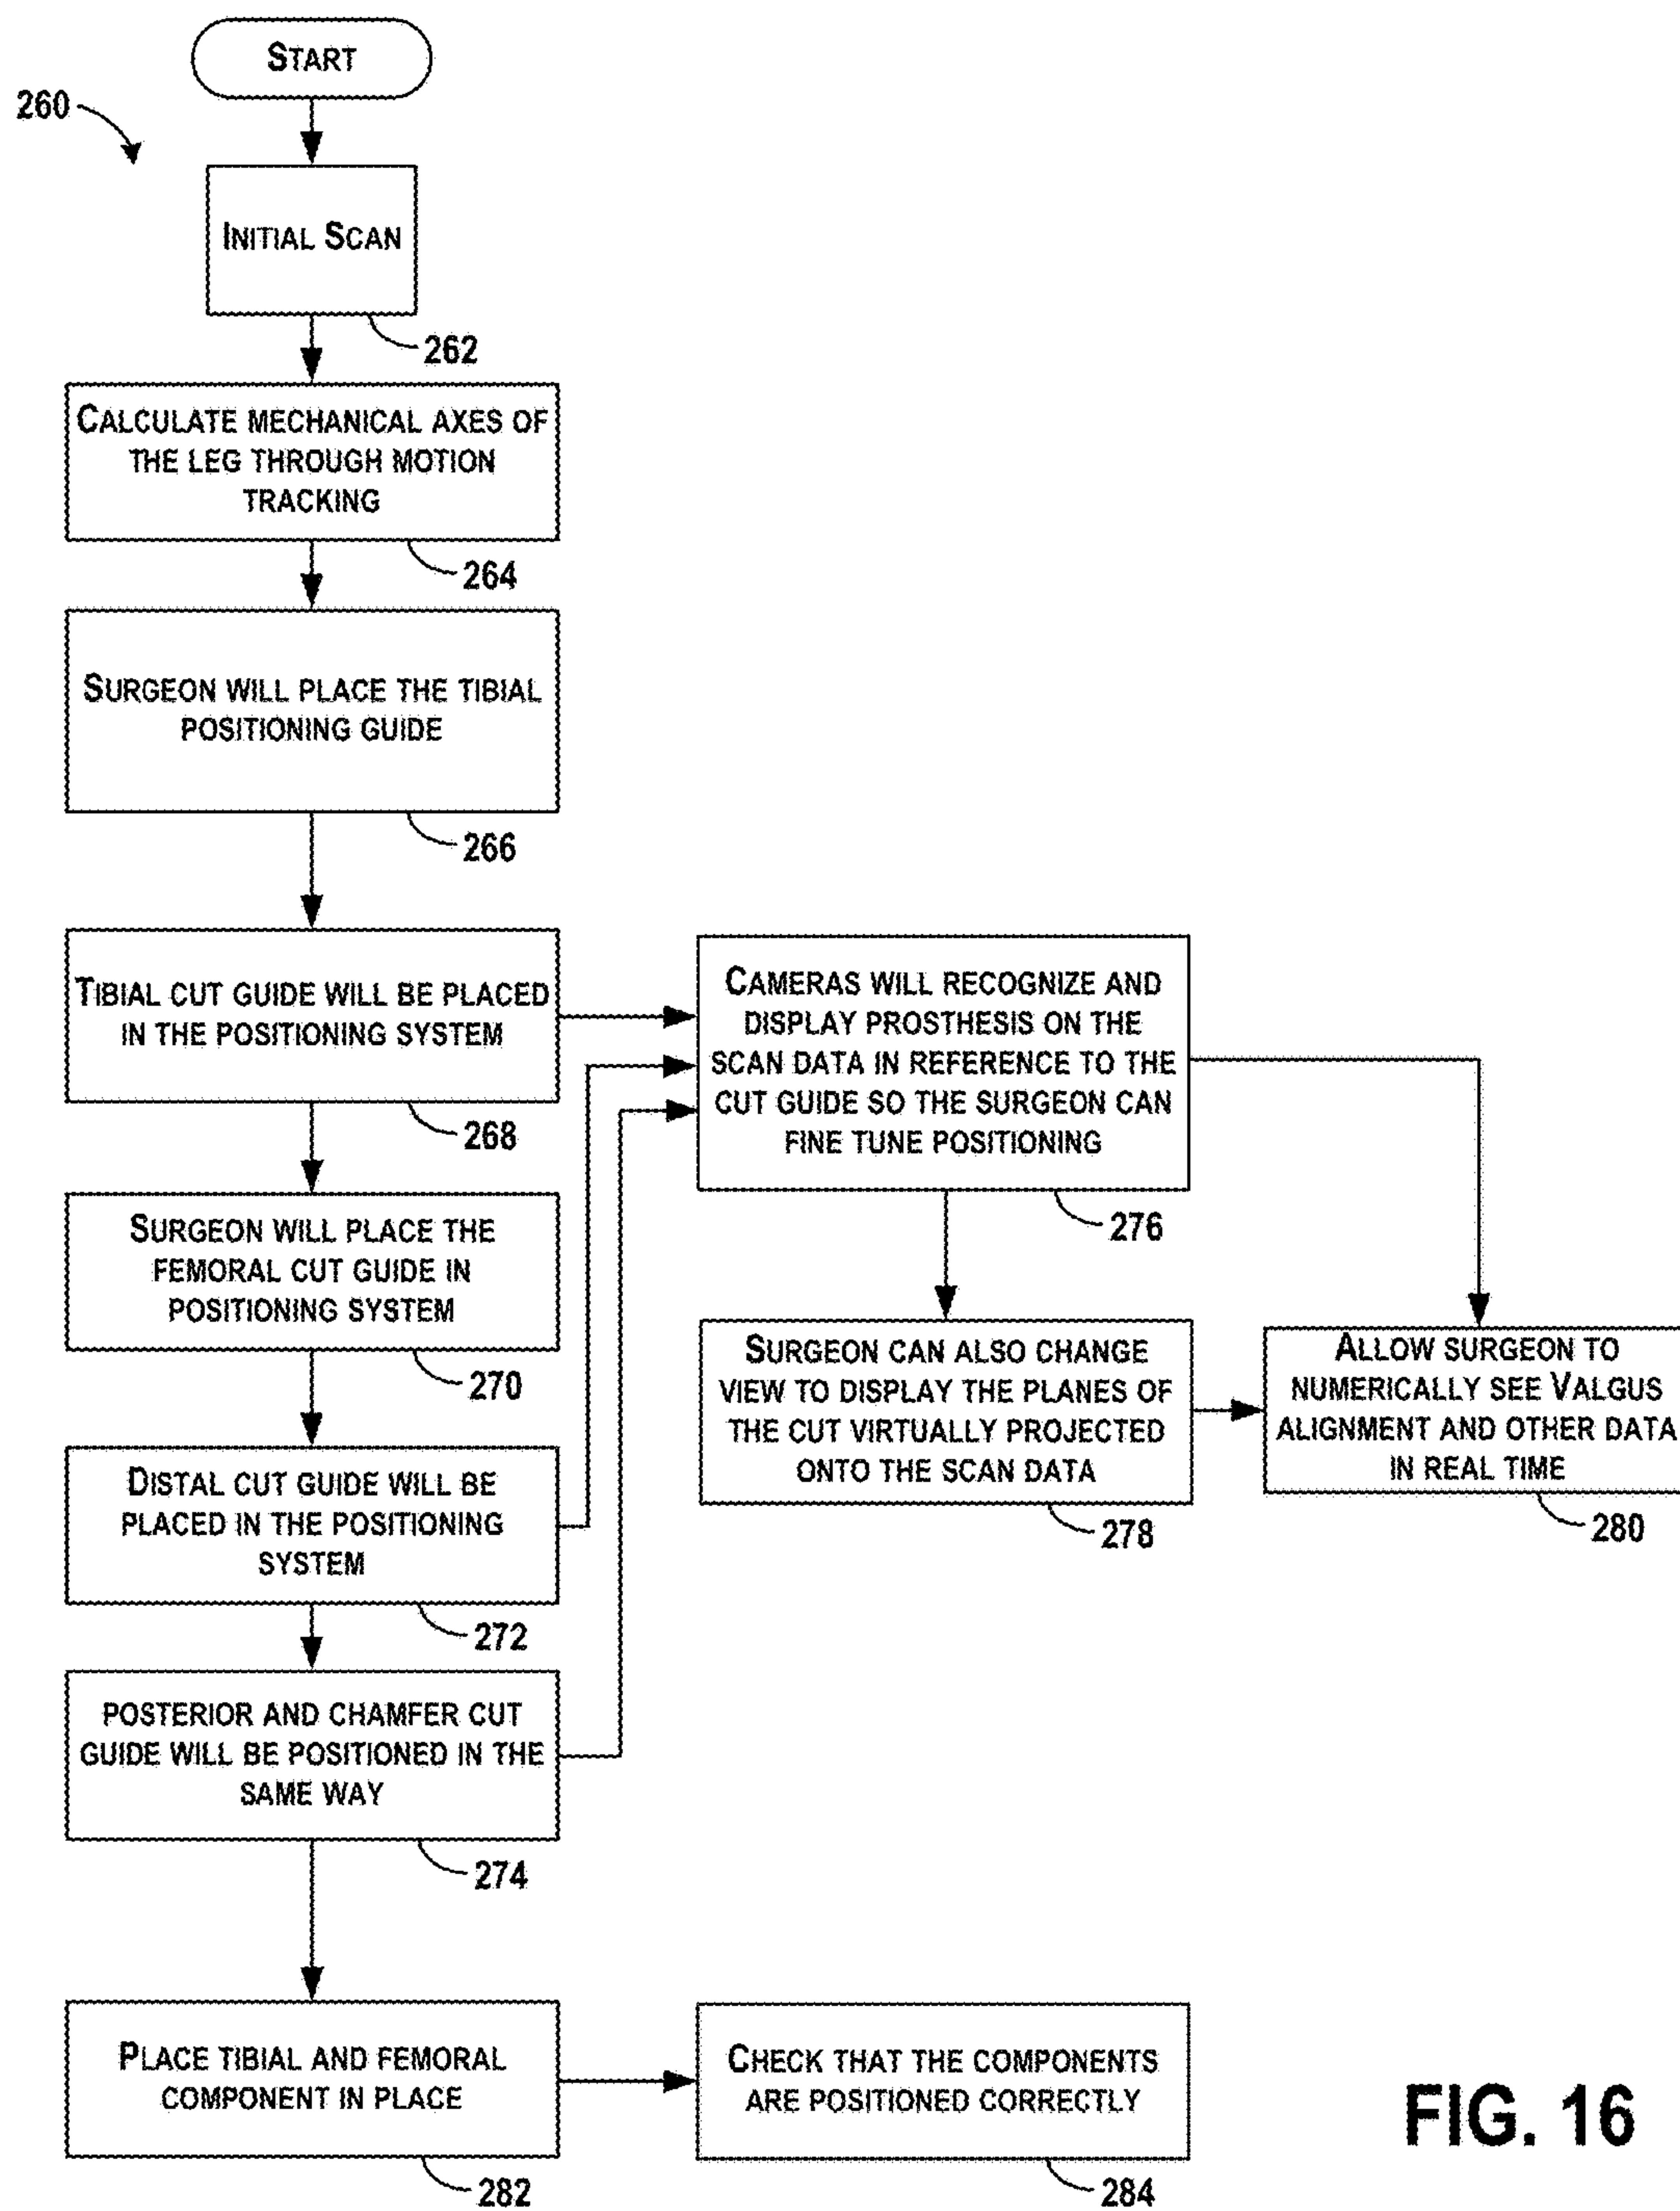 START
260
INITIAL SCAN
262
CALCULATE MECHANICAL AXES OF
THE LEG THROUGH MOTION
TRACKING
264
SURGEON WILL PLACE THE TIBIAL
POSITIONING GUIDE
266
TIBIAL CUT GUIDE WILL BE PLACED
IN THE POSITIONING SYSTEM
268
SURGEON WILL PLACE THE
FEMORAL CUT GUIDE IN
POSITIONING SYSTEM
270
DISTAL CUT GUIDE WILL BE
PLACED IN THE POSITIONING
SYSTEM
272
POSTERIOR AND CHAMFER CUT
GUIDE WILL BE POSITIONED IN THE
SAME WAY
274
CAMERAS WILL RECOGNIZE AND
DISPLAY PROSTHESIS ON THE
SCAN DATA IN REFERENCE TO THE
CUT GUIDE SO THE SURGEON CAN
FINE TUNE POSITIONING
276
SURGEON CAN ALSO CHANGE
VIEW TO DISPLAY THE PLANES OF
THE CUT VIRTUALLY PROJECTED
ONTO THE SCAN DATA
278
ALLOW SURGEON TO
NUMERICALLY SEE VALGUS
ALIGNMENT AND OTHER DATA
IN REAL TIME
280
PLACE TIBIAL AND FEMORAL
COMPONENT IN PLACE
282
CHECK THAT THE COMPONENTS
ARE POSITIONED CORRECTLY
284
FIG. 16